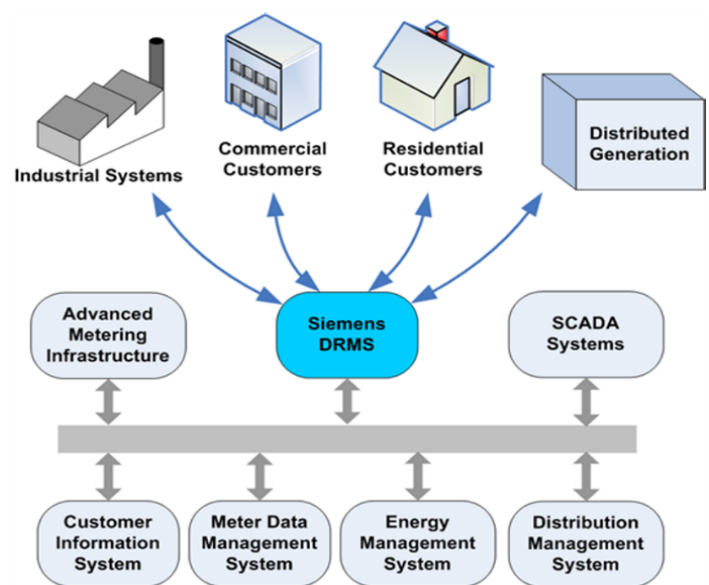 Industrial Systems
Commercial
Customers
Residential
Customers
Distributed
Generation
Advanced
Metering
Infrastructure
Siemens
DRMS
SCADA
Systems
Customer
Information
System
Meter Data
Management
System
Energy
Management
System
Distribution
Management
System